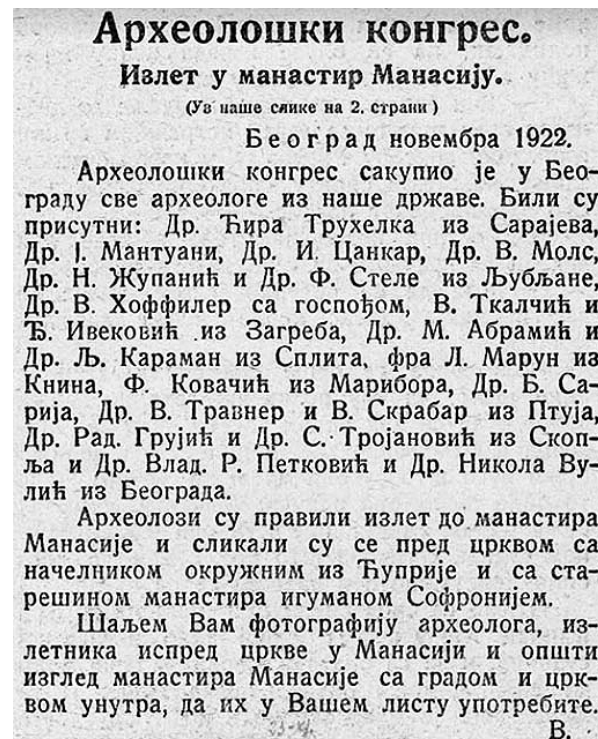 Археолошки конгрес.
Излет у манастир Манасију.
(Уз наше слике на 2. страни)
Београд новембра 1922.
Археолошки конгрес сакупио је у Бео-
граду све археологе из наше државе. Били су
присутни: Др. Ћира Трухелка из Сарајева,
Др. Ј. Мантуани, Др. И. Цанкар, Др. В. Молс,
Др. Н. Жупанић и Др. Ф. Стеле из Љубљане,
Др. В. Хоффилер са госпођом, В. Ткалчић и
Ђ. Ивековић из Загреба, Др. М. Абрамић и
Др. Љ. Караман из Сплита, фра Л. Марун из
Книна, Ф. Ковачић из Марибора, Др. Б. Са-
рија, Др. В. Травнер и В. Скрабар из Птуја,
Др. Рад. Грујић и Др. С. Тројановић из Скоп-
ља и Др. Влад. Р. Петковић и Др. Никола Ву-
лић из Београда.
Археолози су правили излет до манастира
Манасије и сликали су се пред црквом са
начелником окружним из Ћуприје и са ста-
решином манастира игуманом Софронијем.
Шаљем Вам фотографију археолога, из-
летника испред цркве у Манасији и општи
изглед манастира Манасије са градом и црк-
вом унутра, да их у Вашем листу употребите.
В.